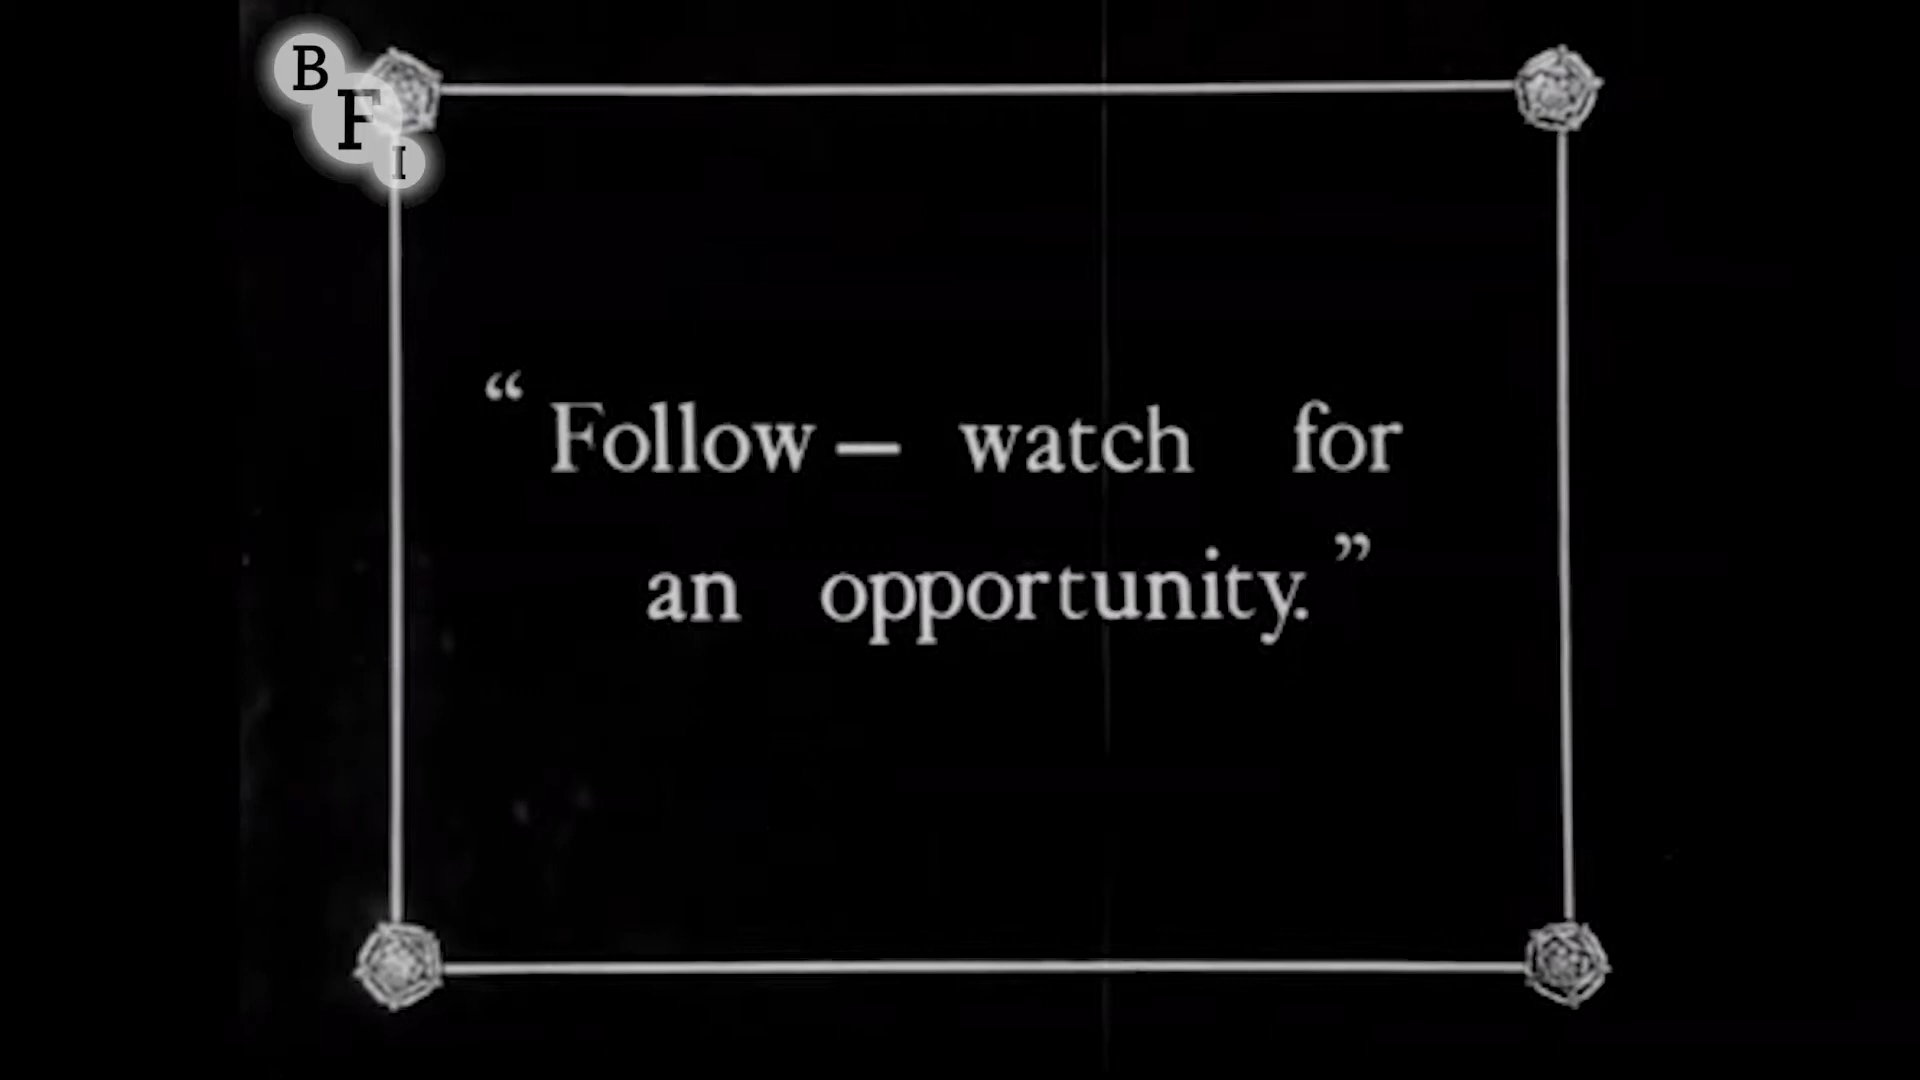 BFI
“Follow — watch for
an opportunity.”